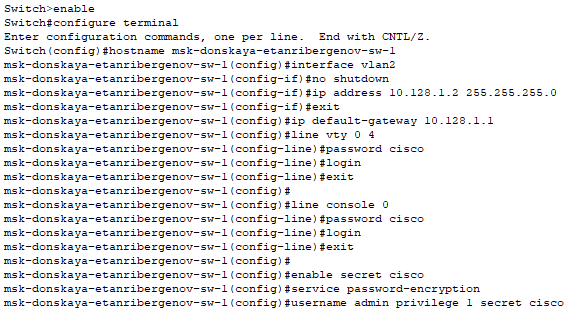 Switch>enable
Switch#configure terminal
Enter configuration commands, one per line.  End with CNTL/Z.
Switch(config)#hostname msk-donskaya-etanribergenov-sw-1
msk-donskaya-etanribergenov-sw-1(config)#interface vlan2
msk-donskaya-etanribergenov-sw-1(config-if)#no shutdown
msk-donskaya-etanribergenov-sw-1(config-if)#ip address 10.128.1.2 255.255.255.0
msk-donskaya-etanribergenov-sw-1(config-if)#exit
msk-donskaya-etanribergenov-sw-1(config)#ip default-gateway 10.128.1.1
msk-donskaya-etanribergenov-sw-1(config)#line vty 0 4
msk-donskaya-etanribergenov-sw-1(config-line)#password cisco
msk-donskaya-etanribergenov-sw-1(config-line)#login
msk-donskaya-etanribergenov-sw-1(config-line)#exit
msk-donskaya-etanribergenov-sw-1(config)#
msk-donskaya-etanribergenov-sw-1(config)#line console 0
msk-donskaya-etanribergenov-sw-1(config-line)#password cisco
msk-donskaya-etanribergenov-sw-1(config-line)#login
msk-donskaya-etanribergenov-sw-1(config-line)#exit
msk-donskaya-etanribergenov-sw-1(config)#
msk-donskaya-etanribergenov-sw-1(config)#enable secret cisco
msk-donskaya-etanribergenov-sw-1(config)#service password-encryption
msk-donskaya-etanribergenov-sw-1(config)#username admin privilege 1 secret cisco